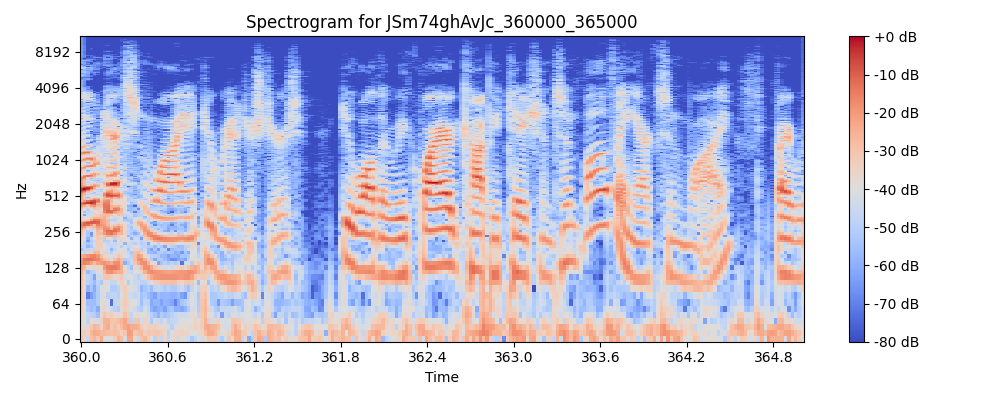 Spectrogram for JSm74ghAvJc_360000_365000
Hz
8192
4096
2048
1024
512
256
128
64
0
360.0 360.6 361.2 361.8 362.4 363.0 363.6 364.2 364.8
Time
+0 dB
-10 dB
-20 dB
-30 dB
-40 dB
-50 dB
-60 dB
-70 dB
-80 dB